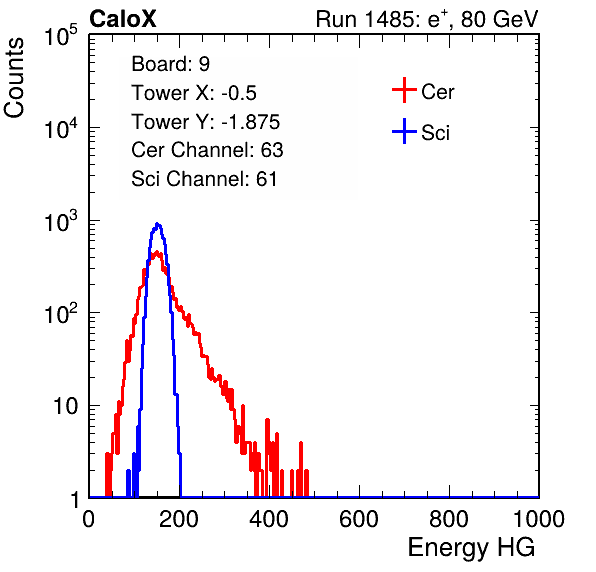 CaloX Run 1485: e⁺, 80 GeV
Counts
10⁵
10⁴
10³
10²
10
1
Board: 9
Tower X: -0.5
Tower Y: -1.875
Cer Channel: 63
Sci Channel: 61
Cer
Sci
0 200 400 600 800 1000
Energy HG